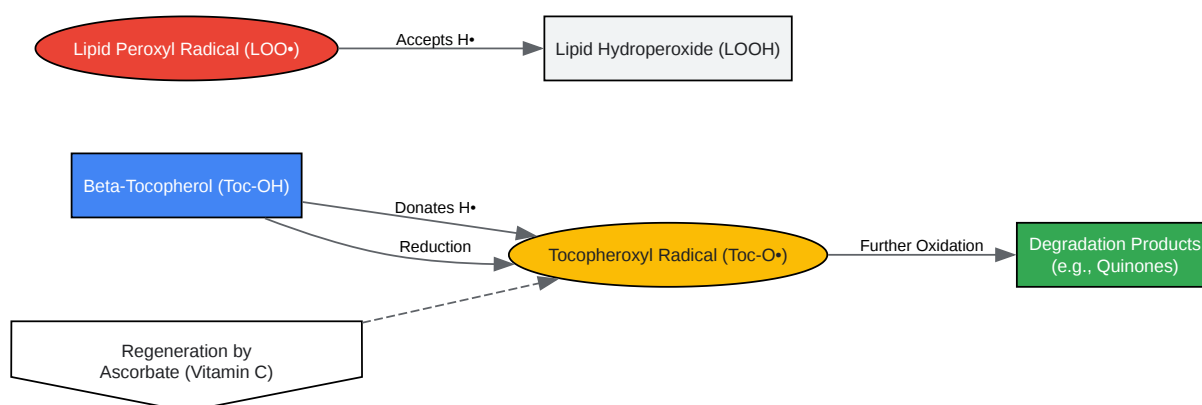 Lipid Peroxyl Radical (LOO•)
Accepts H•
Lipid Hydroperoxide (LOOH)
Beta-Tocopherol (Toc-OH)
Donates H•
Reduction
Tocopheroxyl Radical (Toc-O•)
Further Oxidation
Degradation Products
(e.g., Quinones)
Regeneration by
Ascorbate (Vitamin C)